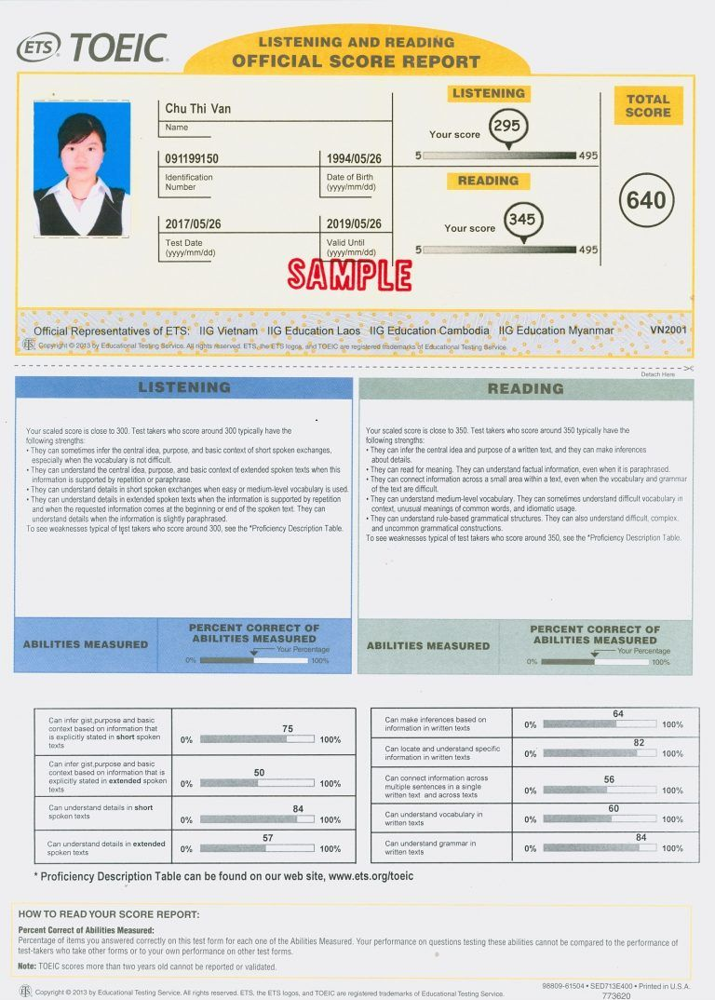 ETS TOEIC
LISTENING AND READING
OFFICIAL SCORE REPORT
Chu Thi Van
Name
091199150
Identification
Number
1994/05/26
Date of Birth
(yyyy/mm/dd)
2017/05/26
Test Date
(yyyy/mm/dd)
2019/05/26
Valid Until
(yyyy/mm/dd)
SAMPLE
LISTENING
Your score
295
5
495
READING
Your score
345
5
495
TOTAL
SCORE
640
Official Representatives of ETS: IIG Vietnam IIG Education Laos IIG Education Cambodia IIG Education Myanmar
VN2001
ETS Copyright © 2013 by Educational Testing Service. All rights reserved. ETS, the ETS logos, and TOEIC are registered trademarks of Educational Testing Service.
Detach Here
LISTENING
Your scaled score is close to 300. Test takers who score around 300 typically have the
following strengths:
• They can sometimes infer the central idea, purpose, and basic context of short spoken exchanges,
especially when the vocabulary is not difficult.
• They can understand the central idea, purpose, and basic context of extended spoken texts when this
information is supported by repetition or paraphrase.
• They can understand details in short spoken exchanges when easy or medium-level vocabulary is used.
• They can understand details in extended spoken texts when the information is supported by repetition
and when the requested information comes at the beginning or end of the spoken text. They can
understand details when the information is slightly paraphrased.
To see weaknesses typical of test takers who score around 300, see the *Proficiency Description Table.
ABILITIES MEASURED
PERCENT CORRECT OF
ABILITIES MEASURED
Your Percentage
0%
100%
READING
Your scaled score is close to 350. Test takers who score around 350 typically have the
following strengths:
• They can infer the central idea and purpose of a written text, and they can make inferences
about details.
• They can read for meaning. They can understand factual information, even when it is paraphrased.
• They can connect information across a small area within a text, even when the vocabulary and grammar
of the text are difficult.
• They can understand medium-level vocabulary. They can sometimes understand difficult vocabulary in
context, unusual meanings of common words, and idiomatic usage.
• They can understand rule-based grammatical structures. They can also understand difficult, complex,
and uncommon grammatical constructions.
To see weaknesses typical of test takers who score around 350, see the *Proficiency Description Table.
ABILITIES MEASURED
PERCENT CORRECT OF
ABILITIES MEASURED
Your Percentage
0%
100%
Can infer gist,purpose and basic
context based on information that
is explicitly stated in short spoken
texts
0%
75
100%
Can infer gist,purpose and basic
context based on information that is
explicitly stated in extended spoken
texts
0%
50
100%
Can understand details in short
spoken texts
0%
84
100%
Can understand details in extended
spoken texts
0%
57
100%
Can make inferences based on
information in written texts
0%
64
100%
Can locate and understand specific
information in written texts
0%
82
100%
Can connect information across
multiple sentences in a single
written text and across texts
0%
56
100%
Can understand vocabulary in
written texts
0%
60
100%
Can understand grammar in
written texts
0%
84
100%
* Proficiency Description Table can be found on our web site, www.ets.org/toeic
HOW TO READ YOUR SCORE REPORT:
Percent Correct of Abilities Measured:
Percentage of items you answered correctly on this test form for each one of the Abilities Measured. Your performance on questions testing these abilities cannot be compared to the performance of
test-takers who take other forms or to your own performance on other test forms.
Note: TOEIC scores more than two years old cannot be reported or validated.
ETS Copyright © 2013 by Educational Testing Service. All rights reserved. ETS, the ETS logos, and TOEIC are registered trademarks of Educational Testing Service.
98809-61504 • SED713E400 • Printed in U.S.A.
773620